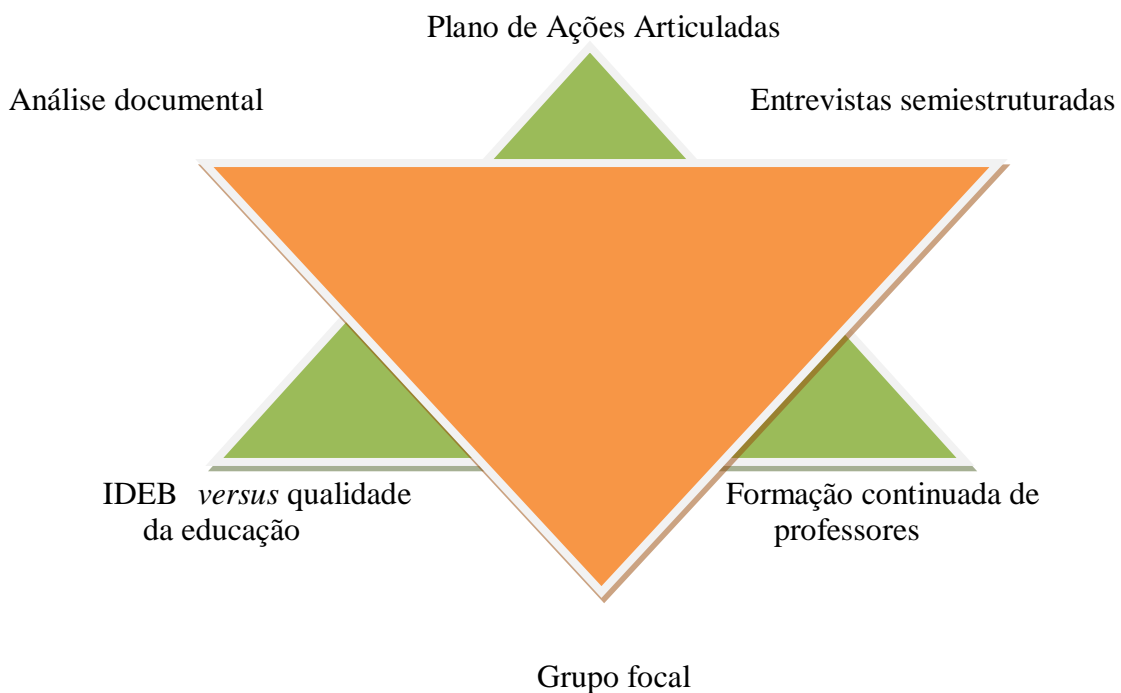 Plano de Ações Articuladas
Análise documental
Entrevistas semiestruturadas
IDEB versus qualidade
da educação
Formação continuada de
professores
Grupo focal